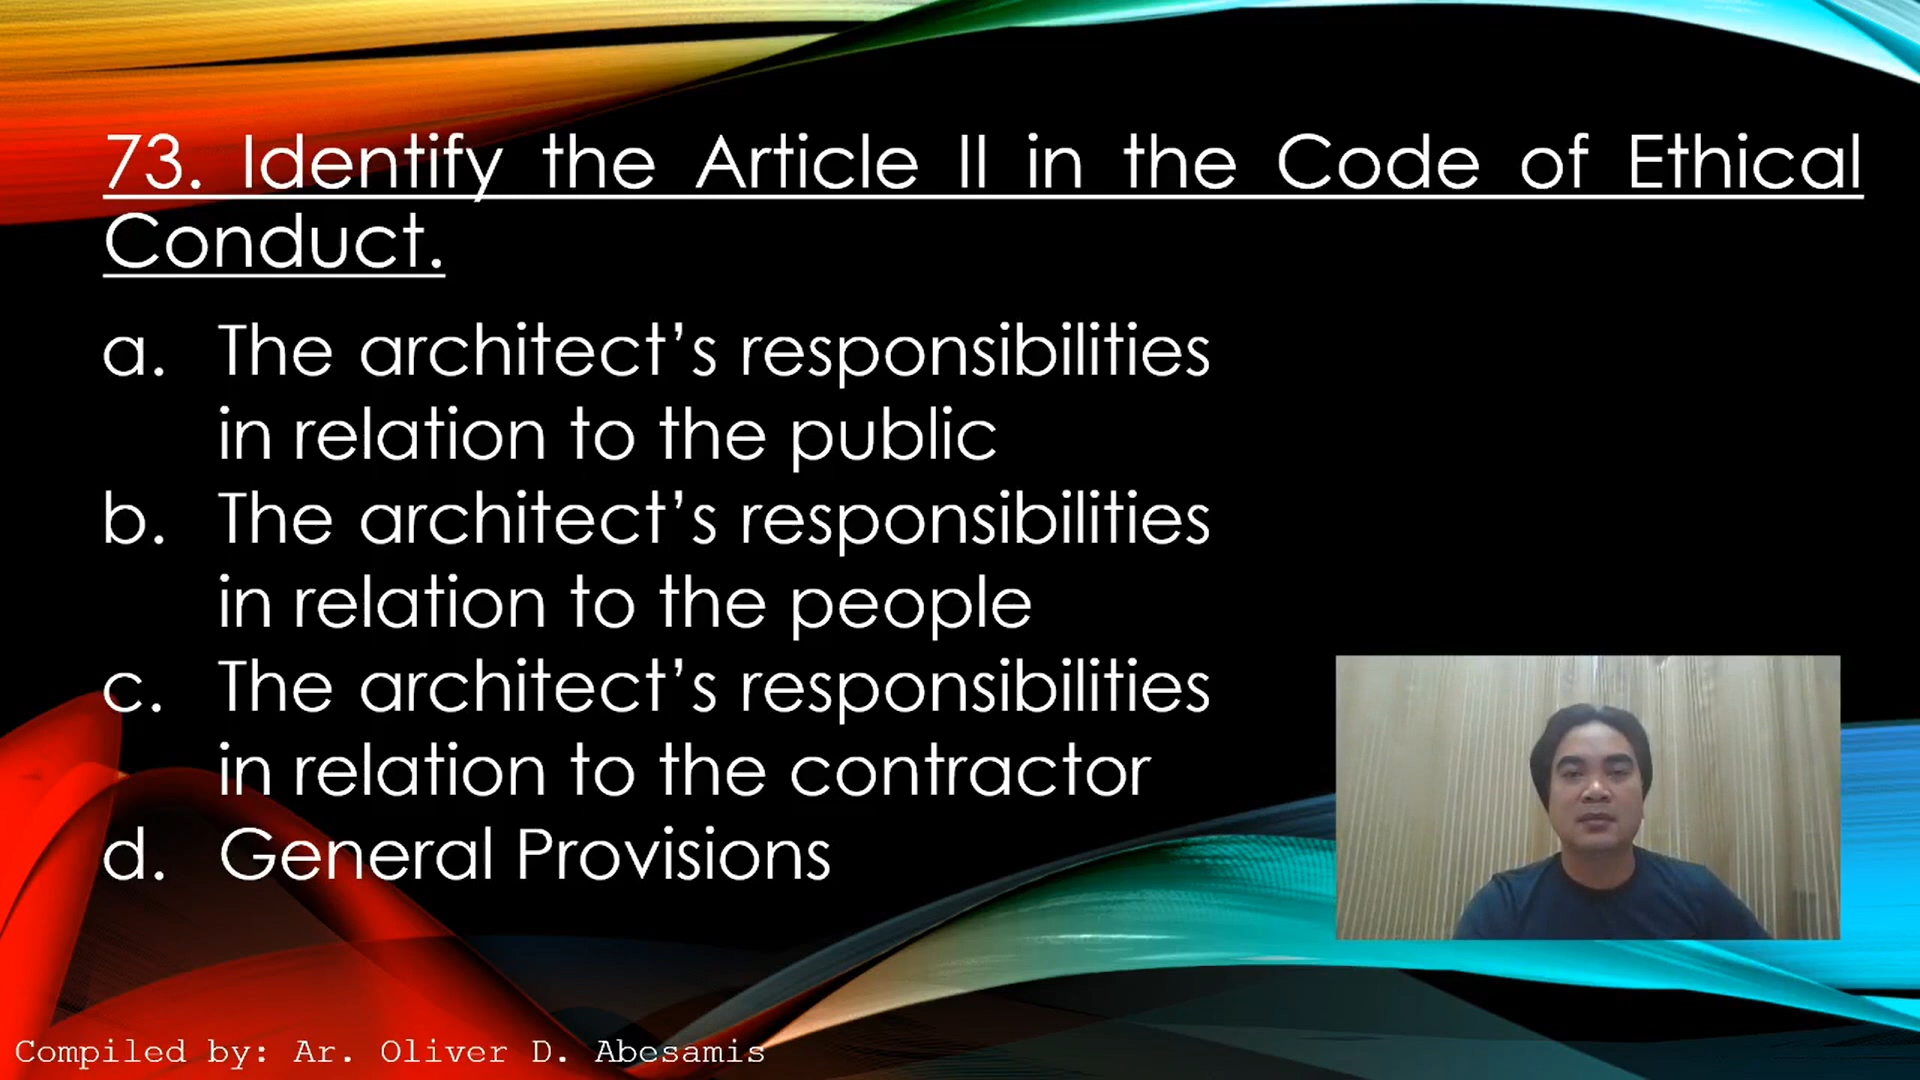 73. Identify the Article II in the Code of Ethical
Conduct.
a. The architect’s responsibilities
in relation to the public
b. The architect’s responsibilities
in relation to the people
c. The architect’s responsibilities
in relation to the contractor
d. General Provisions
Compiled by: Ar. Oliver D. Abesamis